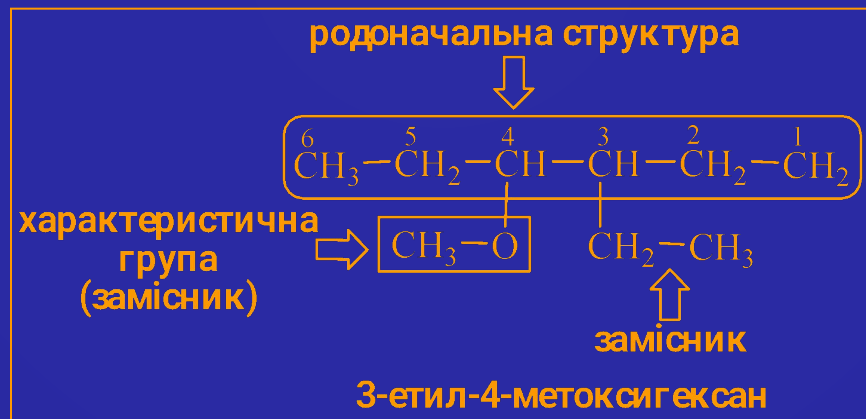 родоначальна структура
6 5 4 3 2 1
CH₃—CH₂—CH—CH—CH₂—CH₂
характеристична
група
(замісник)
CH₃—O CH₂—CH₃
замісник
3-етил-4-метоксигексан